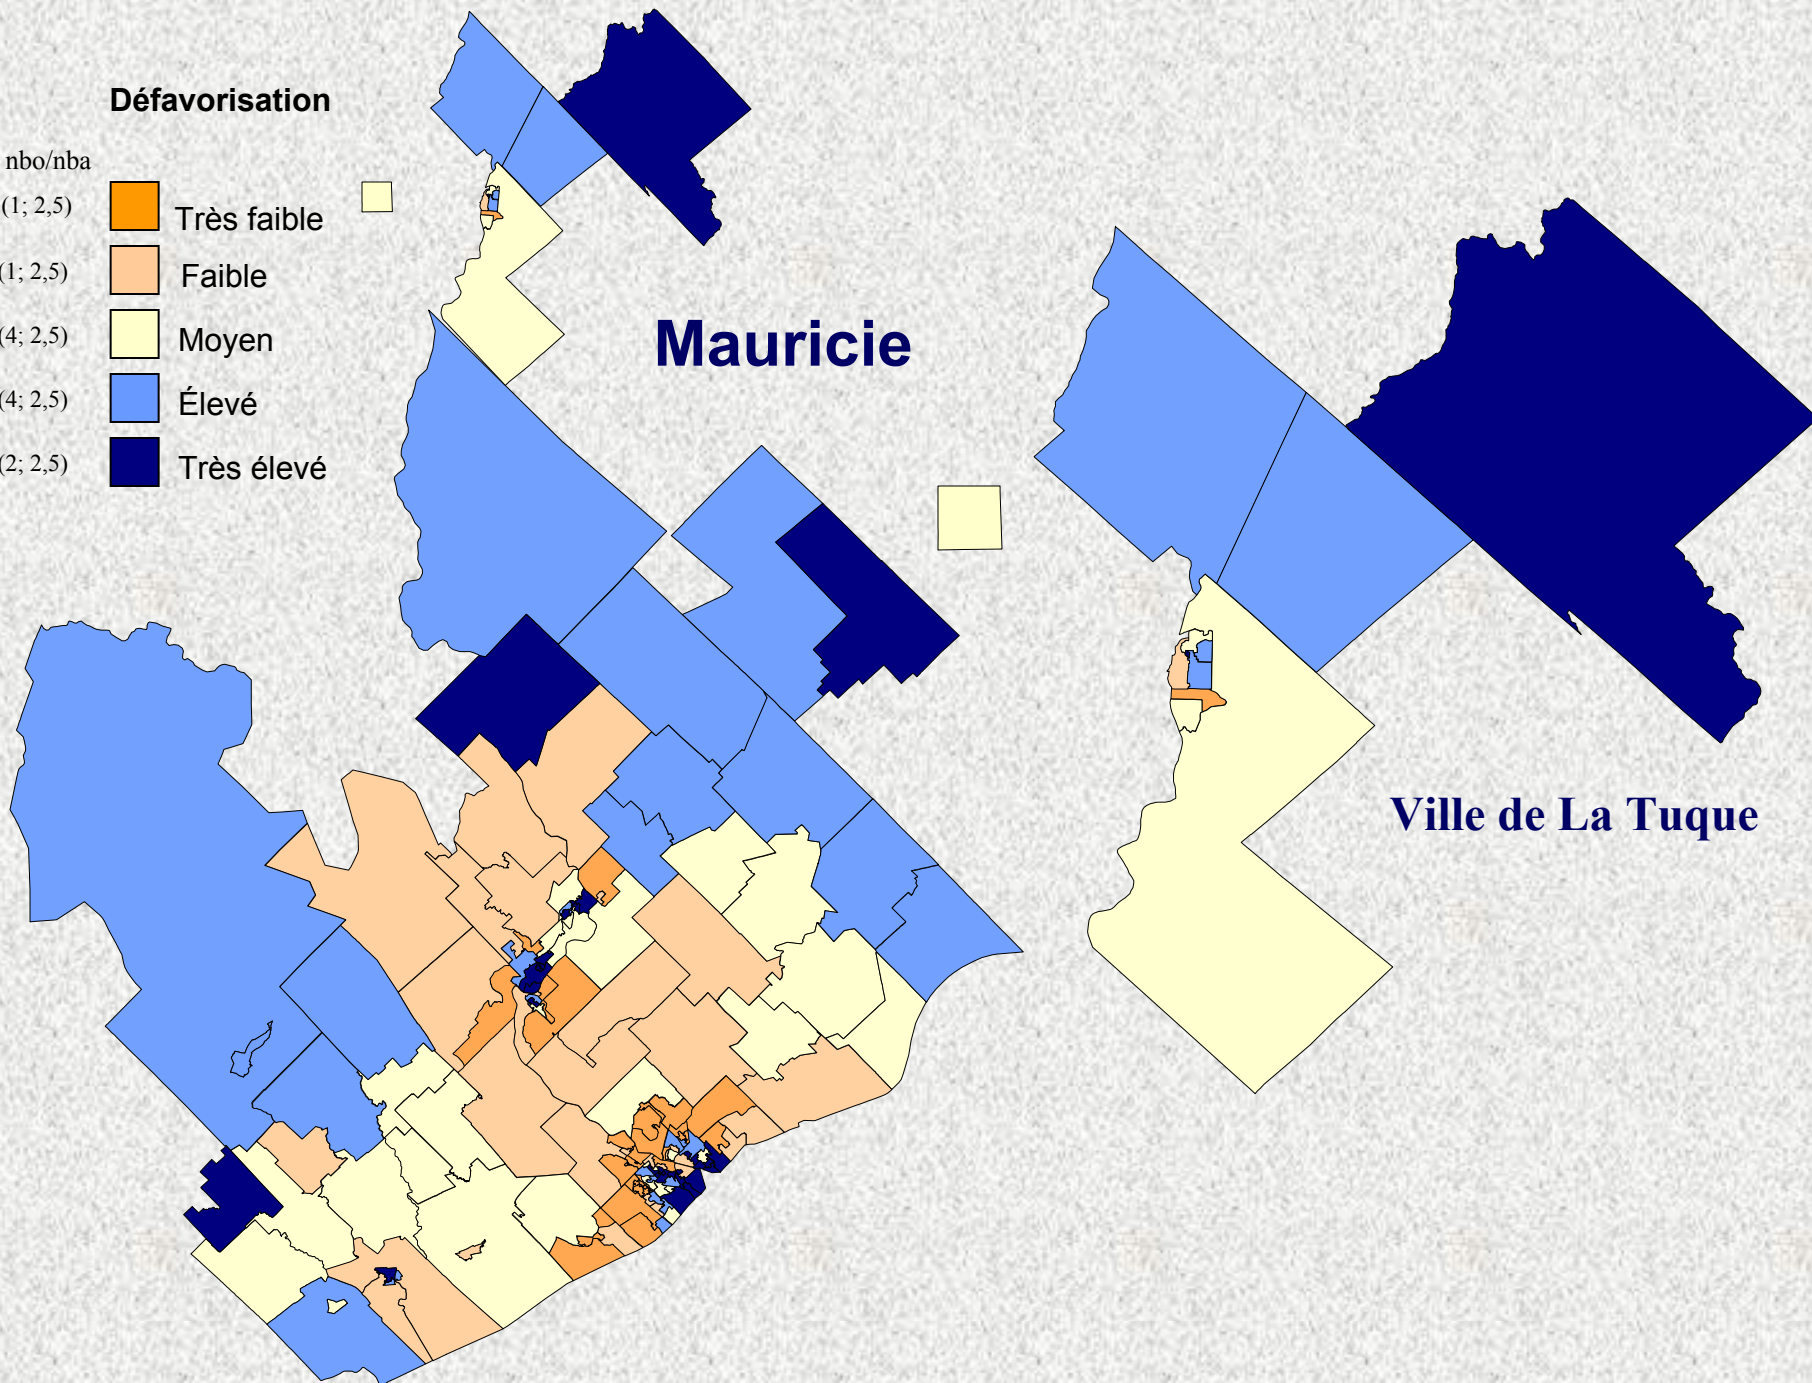 Défavorisation
nbo/nba
(1; 2,5) Très faible
(1; 2,5) Faible
(4; 2,5) Moyen
(4; 2,5) Élevé
(2; 2,5) Très élevé
Mauricie
Ville de La Tuque